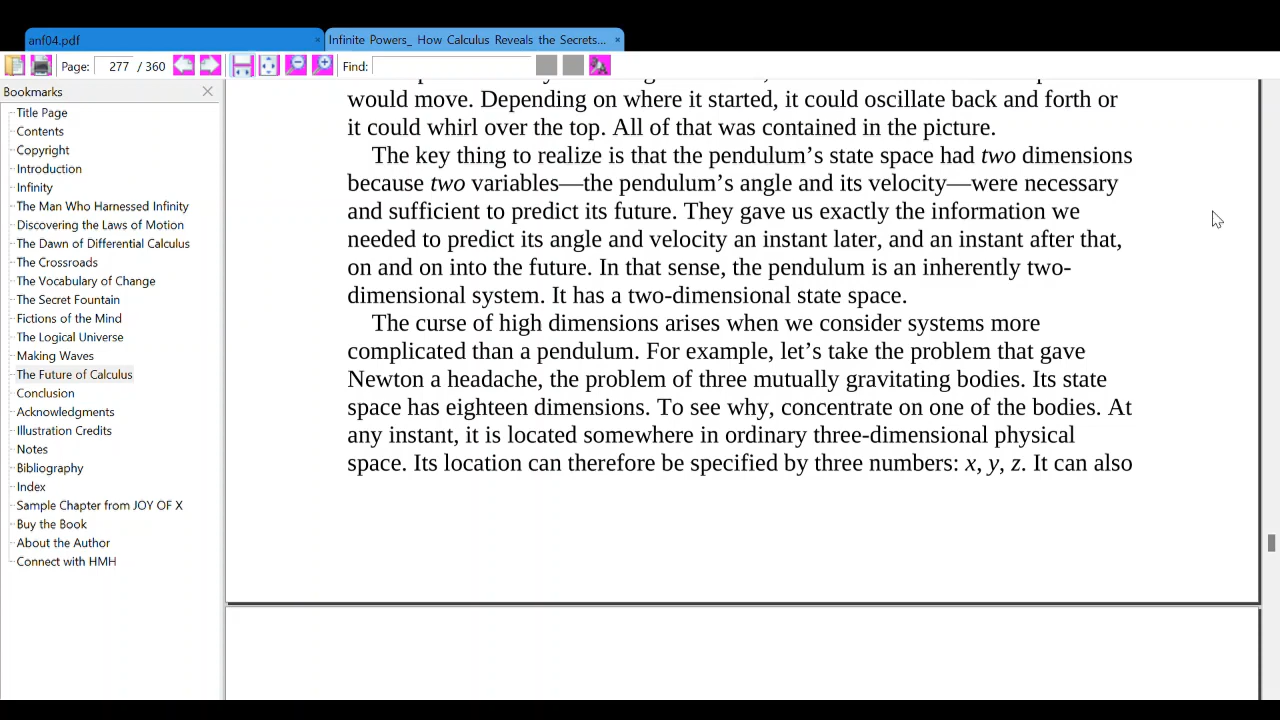 anf04.pdf
Infinite Powers_ How Calculus Reveals the Secrets...
Page: 277 / 360
Find:
Bookmarks
Title Page
Contents
Copyright
Introduction
Infinity
The Man Who Harnessed Infinity
Discovering the Laws of Motion
The Dawn of Differential Calculus
The Crossroads
The Vocabulary of Change
The Secret Fountain
Fictions of the Mind
The Logical Universe
Making Waves
The Future of Calculus
Conclusion
Acknowledgments
Illustration Credits
Notes
Bibliography
Index
Sample Chapter from JOY OF X
Buy the Book
About the Author
Connect with HMH
would move. Depending on where it started, it could oscillate back and forth or
it could whirl over the top. All of that was contained in the picture.
The key thing to realize is that the pendulum’s state space had two dimensions
because two variables—the pendulum’s angle and its velocity—were necessary
and sufficient to predict its future. They gave us exactly the information we
needed to predict its angle and velocity an instant later, and an instant after that,
on and on into the future. In that sense, the pendulum is an inherently two-
dimensional system. It has a two-dimensional state space.
The curse of high dimensions arises when we consider systems more
complicated than a pendulum. For example, let’s take the problem that gave
Newton a headache, the problem of three mutually gravitating bodies. Its state
space has eighteen dimensions. To see why, concentrate on one of the bodies. At
any instant, it is located somewhere in ordinary three-dimensional physical
space. Its location can therefore be specified by three numbers: x, y, z. It can also